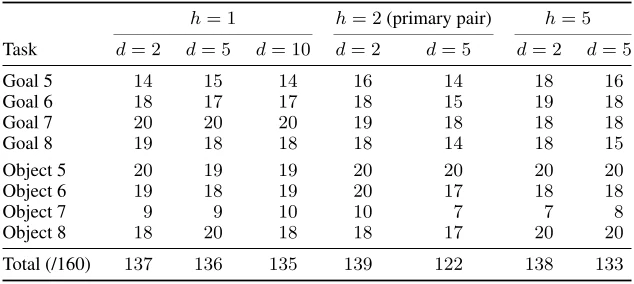 h = 1 h = 2 (primary pair) h = 5
Task d = 2 d = 5 d = 10 d = 2 d = 5 d = 2 d = 5
Goal 5 14 15 14 16 14 18 16
Goal 6 18 17 17 18 15 19 18
Goal 7 20 20 20 19 18 18 18
Goal 8 19 18 18 18 14 18 15
Object 5 20 19 19 20 20 20 20
Object 6 19 18 19 20 17 18 18
Object 7 9 9 10 10 7 7 8
Object 8 18 20 18 18 17 20 20
Total (/160) 137 136 135 139 122 138 133